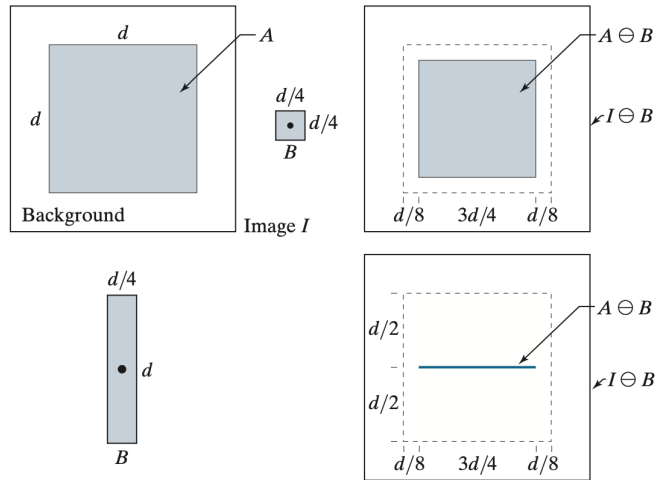 d
A
d
d/4
d/4
B
Background
Image I
A ⊖ B
I ⊖ B
d/8
3d/4
d/8
d/4
d
B
A ⊖ B
d/2
I ⊖ B
d/2
d/8
3d/4
d/8